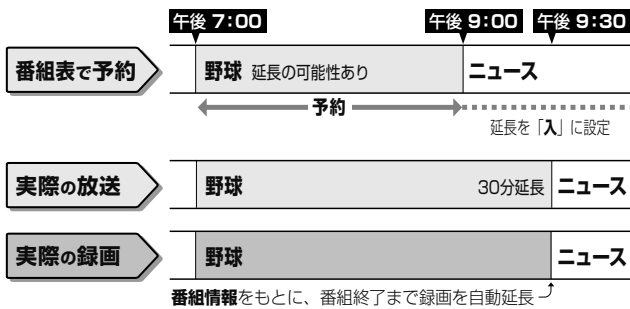 午後 7:00 午後 9:00 午後 9:30
番組表で予約 野球 延長の可能性あり ニュース
予約
延長を「入」に設定
実際の放送 野球 30分延長 ニュース
実際の録画 野球 ニュース
番組情報をもとに、番組終了まで録画を自動延長